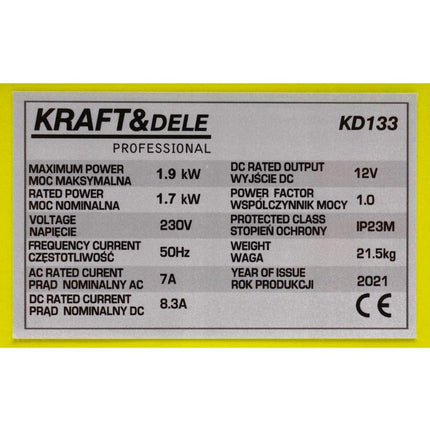 KRAFT&DELE KD133
PROFESSIONAL
MAXIMUM POWER
MOC MAKSYMALNA 1.9 kW
RATED POWER
MOC NOMINALNA 1.7 kW
VOLTAGE
NAPIĘCIE 230V
FREQUENCY CURRENT
CZĘSTOTLIWOŚĆ 50Hz
AC RATED CURENT
PRĄD NOMINALNY AC 7A
DC RATED CURRENT
PRĄD NOMINALNY DC 8.3A
DC RATED OUTPUT
WYJŚCIE DC 12V
POWER FACTOR
WSPÓLCZYNNIK MOCY 1.0
PROTECTED CLASS
STOPIEŃ OCHRONY IP23M
WEIGHT
WAGA 21.5kg
YEAR OF ISSUE
ROK PRODUKCJI 2021
CE